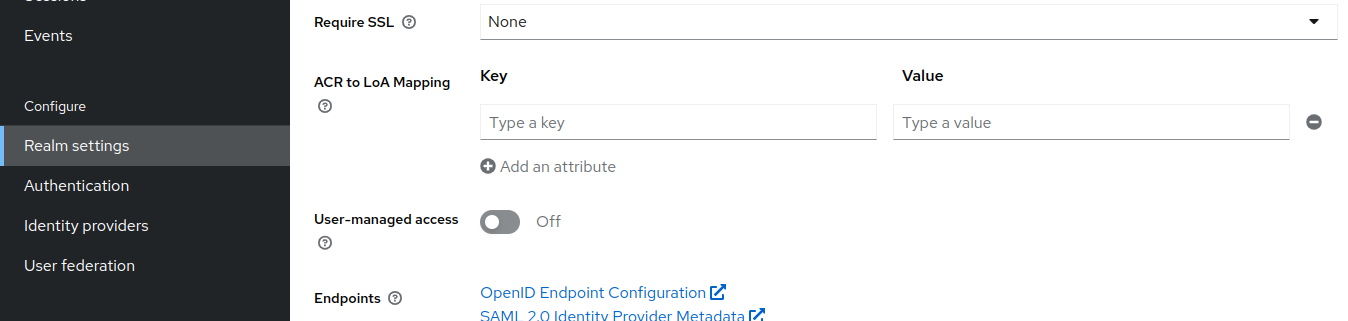 Sessions
Events
Configure
Realm settings
Authentication
Identity providers
User federation
Require SSL
None
ACR to LoA Mapping
Key
Value
Type a key
Type a value
Add an attribute
User-managed access
Off
Endpoints
OpenID Endpoint Configuration
SAML 2.0 Identity Provider Metadata